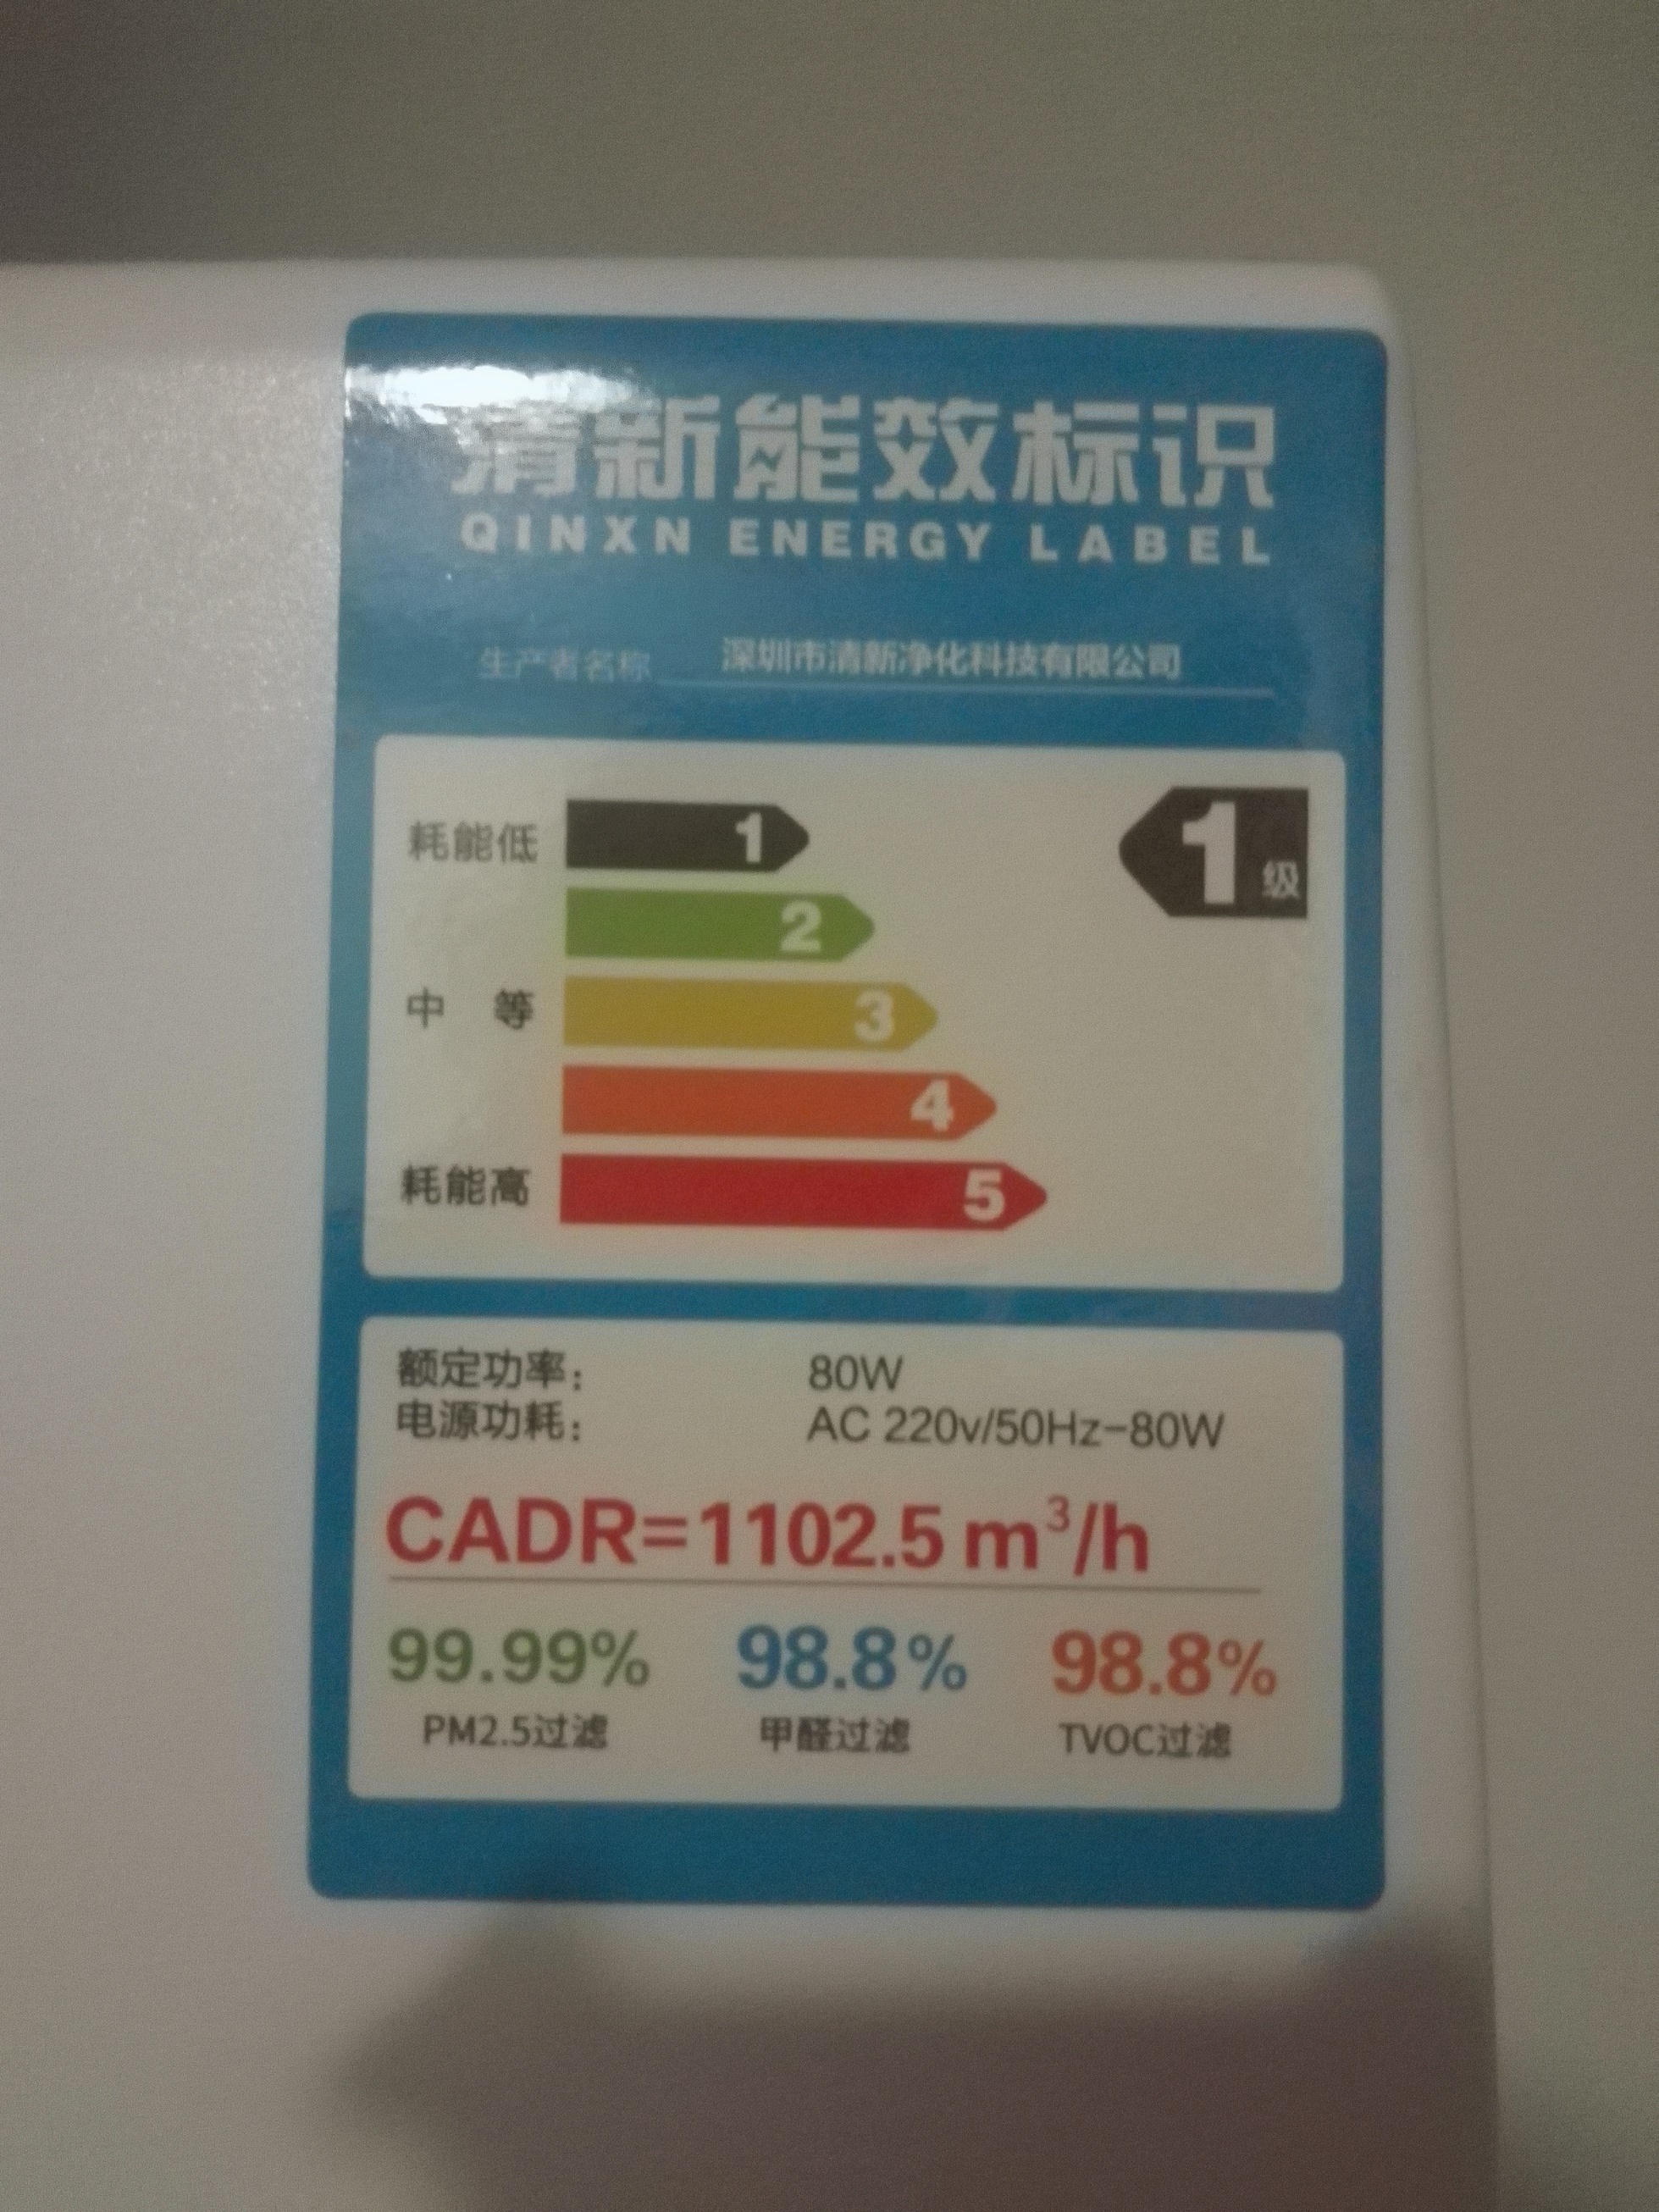 清新能效标识
QINXN ENERGY LABEL
生产者名称 深圳市清新净化科技有限公司
耗能低 1 1级
2
中 等 3
4
耗能高 5
额定功率： 80W
电源功耗： AC 220v/50Hz-80W
CADR=1102.5 m³/h
99.99% 98.8% 98.8%
PM2.5过滤 甲醛过滤 TVOC过滤